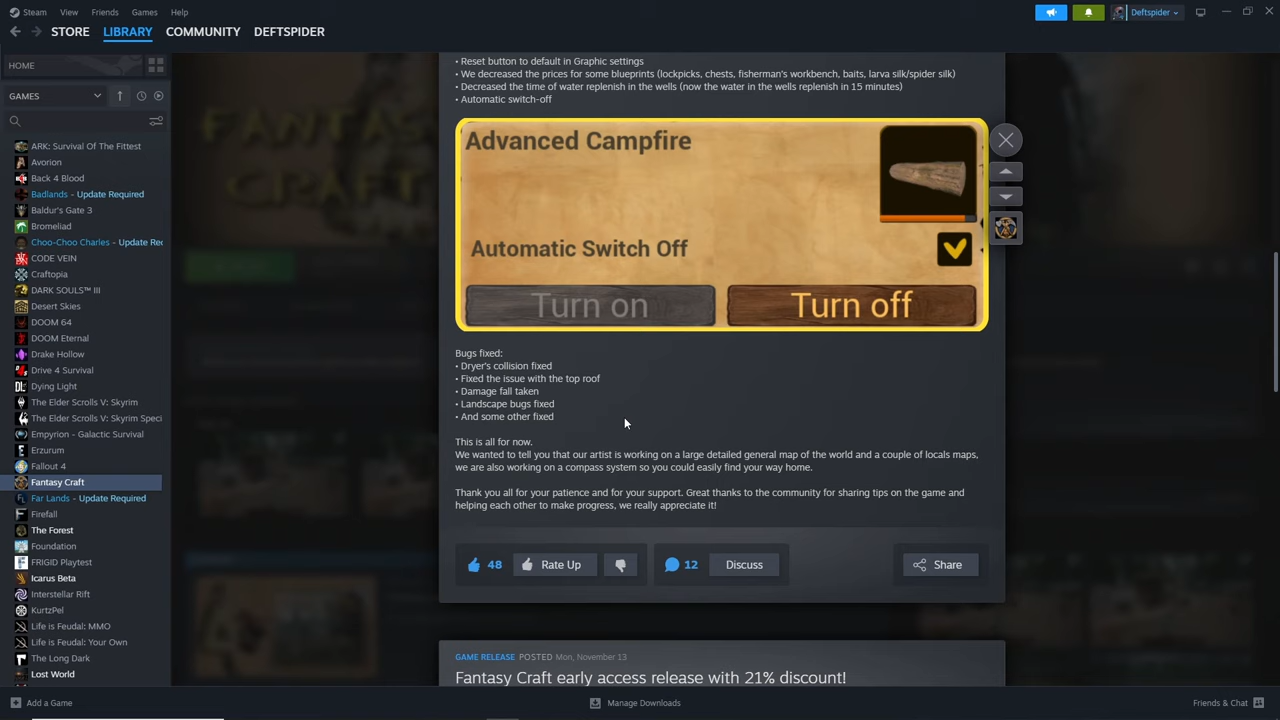 Steam View Friends Games Help
Deftspider
STORE LIBRARY COMMUNITY DEFTSPIDER
HOME
GAMES
ARK: Survival Of The Fittest
Avorion
Back 4 Blood
Badlands - Update Required
Baldur's Gate 3
Bromeliad
Choo-Choo Charles - Update Rec
CODE VEIN
Craftopia
DARK SOULS™ III
Desert Skies
DOOM 64
DOOM Eternal
Drake Hollow
Drive 4 Survival
Dying Light
The Elder Scrolls V: Skyrim
The Elder Scrolls V: Skyrim Speci
Empyrion - Galactic Survival
Erzurum
Fallout 4
Fantasy Craft
Far Lands - Update Required
Firefall
The Forest
Foundation
FRIGID Playtest
Icarus Beta
Interstellar Rift
KurtzPel
Life is Feudal: MMO
Life is Feudal: Your Own
The Long Dark
Lost World
• Reset button to default in Graphic settings
• We decreased the prices for some blueprints (lockpicks, chests, fisherman's workbench, baits, larva silk/spider silk)
• Decreased the time of water replenish in the wells (now the water in the wells replenish in 15 minutes)
• Automatic switch-off
Advanced Campfire
Automatic Switch Off
Turn on Turn off
Bugs fixed:
• Dryer's collision fixed
• Fixed the issue with the top roof
• Damage fall taken
• Landscape bugs fixed
• And some other fixed
This is all for now.
We wanted to tell you that our artist is working on a large detailed general map of the world and a couple of locals maps,
we are also working on a compass system so you could easily find your way home.
Thank you all for your patience and for your support. Great thanks to the community for sharing tips on the game and
helping each other to make progress, we really appreciate it!
48 Rate Up 12 Discuss Share
GAME RELEASE POSTED Mon, November 13
Fantasy Craft early access release with 21% discount!
Add a Game Manage Downloads Friends & Chat